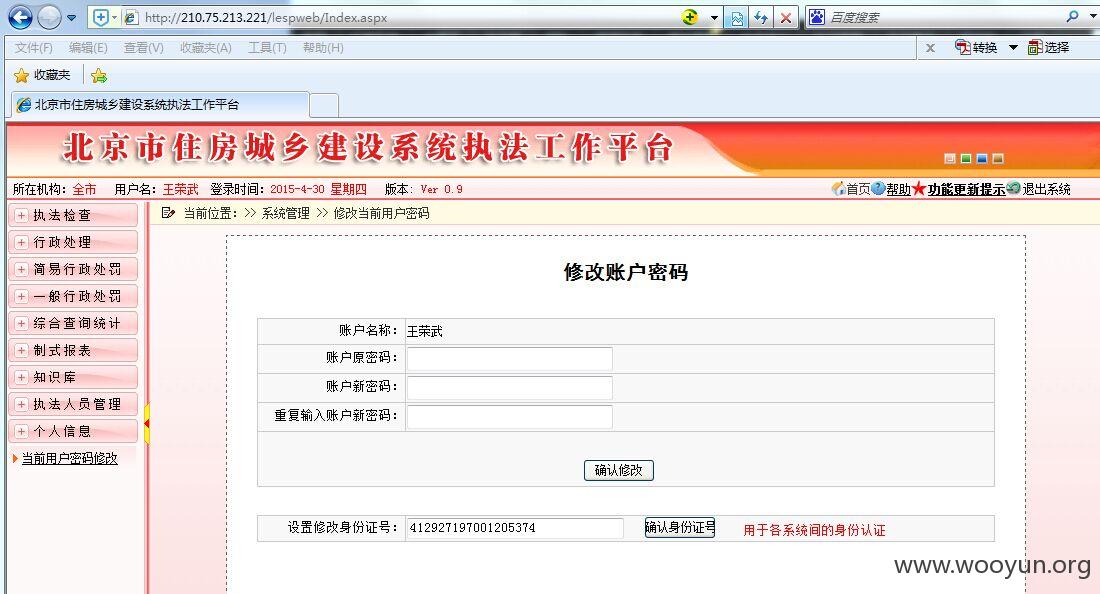 http://210.75.213.221/lespweb/Index.aspx
百度搜索
文件(F) 编辑(E) 查看(V) 收藏夹(A) 工具(T) 帮助(H)
x 转换 选择
收藏夹
北京市住房城乡建设系统执法工作平台
北京市住房城乡建设系统执法工作平台
所在机构: 全市 用户名: 王荣武 登录时间: 2015-4-30 星期四 版本: Ver 0.9
首页 帮助 功能更新提示 退出系统
当前位置: >> 系统管理 >> 修改当前用户密码
执法检查
行政处理
简易行政处罚
一般行政处罚
综合查询统计
制式报表
知识库
执法人员管理
个人信息
当前用户密码修改
修改账户密码
账户名称: 王荣武
账户原密码:
账户新密码:
重复输入账户新密码:
确认修改
设置修改身份证号: 412927197001205374 确认身份证号 用于各系统间的身份认证
www.wooyun.org